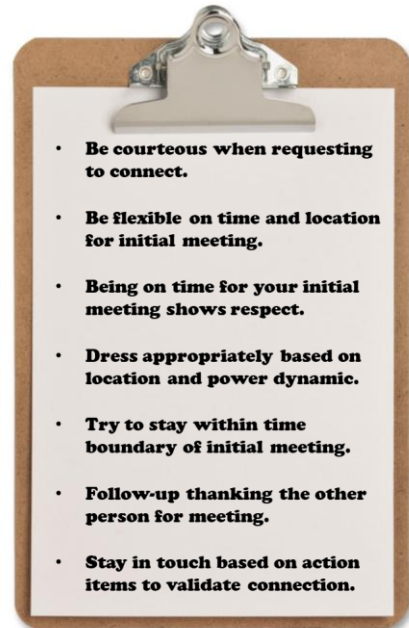 · Be courteous when requesting
to connect.
· Be flexible on time and location
for initial meeting.
· Being on time for your initial
meeting shows respect.
· Dress appropriately based on
location and power dynamic.
· Try to stay within time
boundary of initial meeting.
· Follow-up thanking the other
person for meeting.
· Stay in touch based on action
items to validate connection.